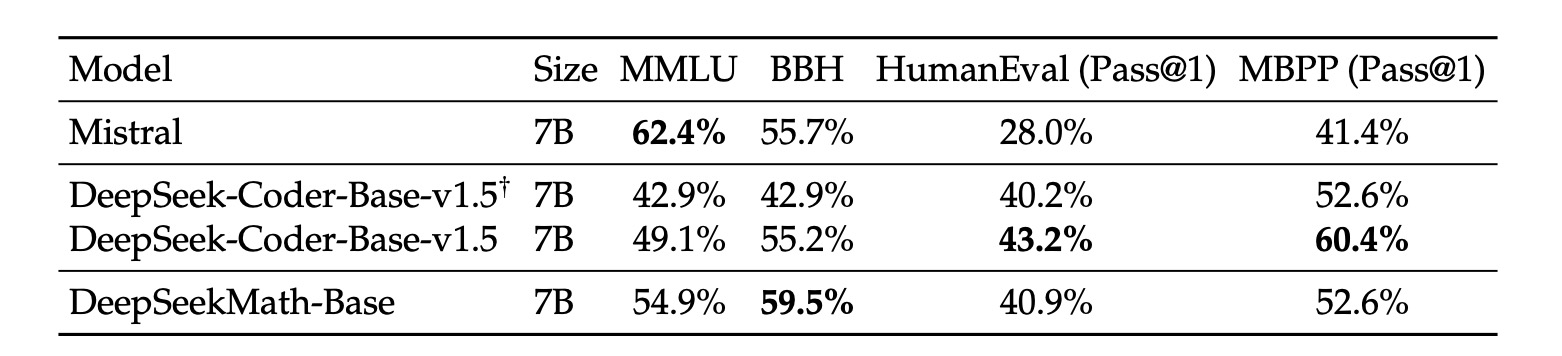 Model Size MMLU BBH HumanEval (Pass@1) MBPP (Pass@1)
Mistral 7B 62.4% 55.7% 28.0% 41.4%
DeepSeek-Coder-Base-v1.5† 7B 42.9% 42.9% 40.2% 52.6%
DeepSeek-Coder-Base-v1.5 7B 49.1% 55.2% 43.2% 60.4%
DeepSeekMath-Base 7B 54.9% 59.5% 40.9% 52.6%